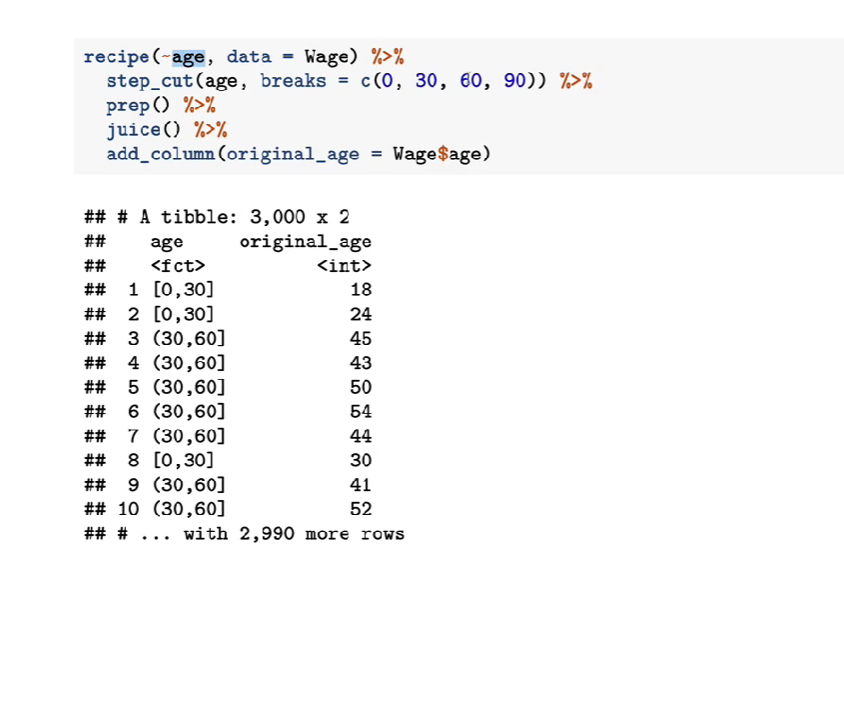 recipe(~age, data = Wage) %>%
step_cut(age, breaks = c(0, 30, 60, 90)) %>%
prep() %>%
juice() %>%
add_column(original_age = Wage$age)
## # A tibble: 3,000 x 2
## age original_age
## <fct> <int>
## 1 [0,30] 18
## 2 [0,30] 24
## 3 (30,60] 45
## 4 (30,60] 43
## 5 (30,60] 50
## 6 (30,60] 54
## 7 (30,60] 44
## 8 [0,30] 30
## 9 (30,60] 41
## 10 (30,60] 52
## # ... with 2,990 more rows